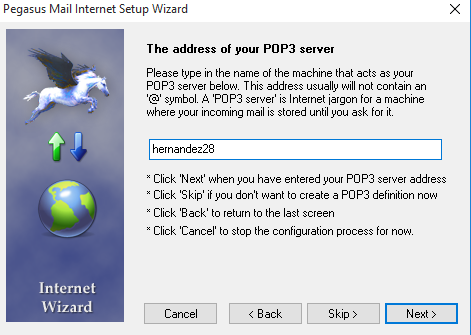 Pegasus Mail Internet Setup Wizard
The address of your POP3 server
Please type in the name of the machine that acts as your
POP3 server below. This address usually will not contain an
'@' symbol. A 'POP3 server' is Internet jargon for a machine
where your incoming mail is stored until you ask for it.
hernandez28
* Click 'Next' when you have entered your POP3 server address
* Click 'Skip' if you don't want to create a POP3 definition now
* Click 'Back' to return to the last screen
* Click 'Cancel' to stop the configuration process for now.
Internet
Wizard
Cancel
< Back
Skip >
Next >